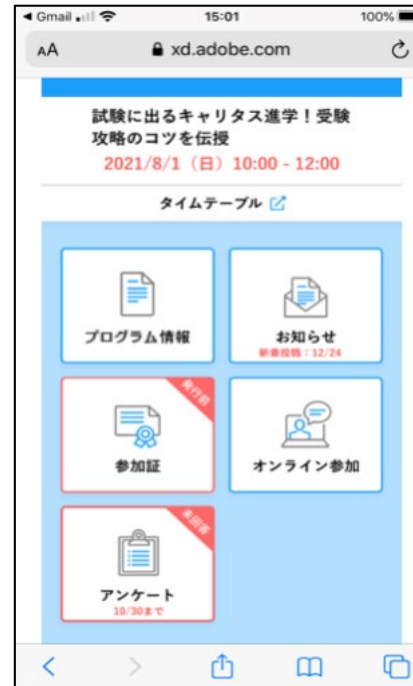 Gmail
15:01
100%
AA
xd.adobe.com
試験に出るキャリタス進学！受験
攻略のコツを伝授
2021/8/1（日）10:00 - 12:00
タイムテーブル
プログラム情報
お知らせ
新着投稿：12/24
発行前
参加証
オンライン参加
未回答
アンケート
10/30まで